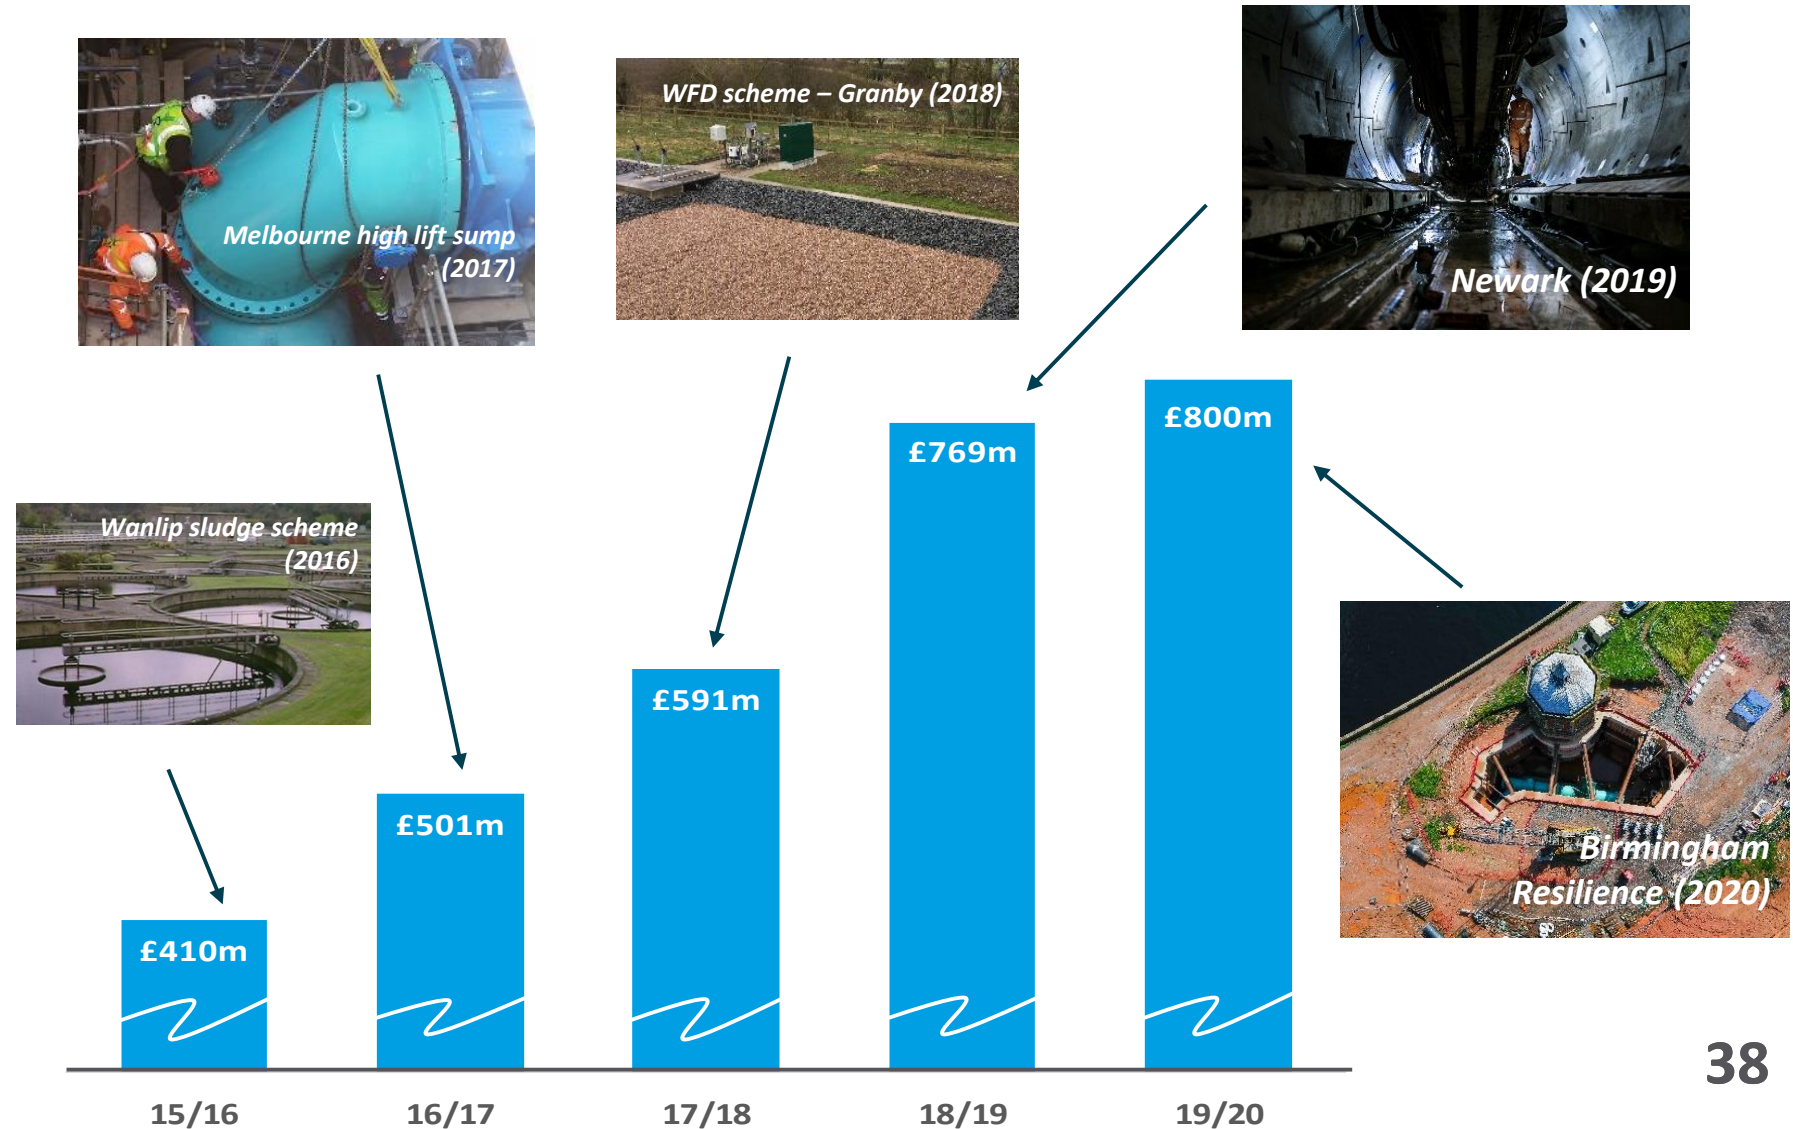 Melbourne high lift sump
(2017)
WFD scheme – Granby (2018)
Newark (2019)
Wanlip sludge scheme
(2016)
Birmingham
Resilience (2020)
£410m
£501m
£591m
£769m
£800m
15/16
16/17
17/18
18/19
19/20
38